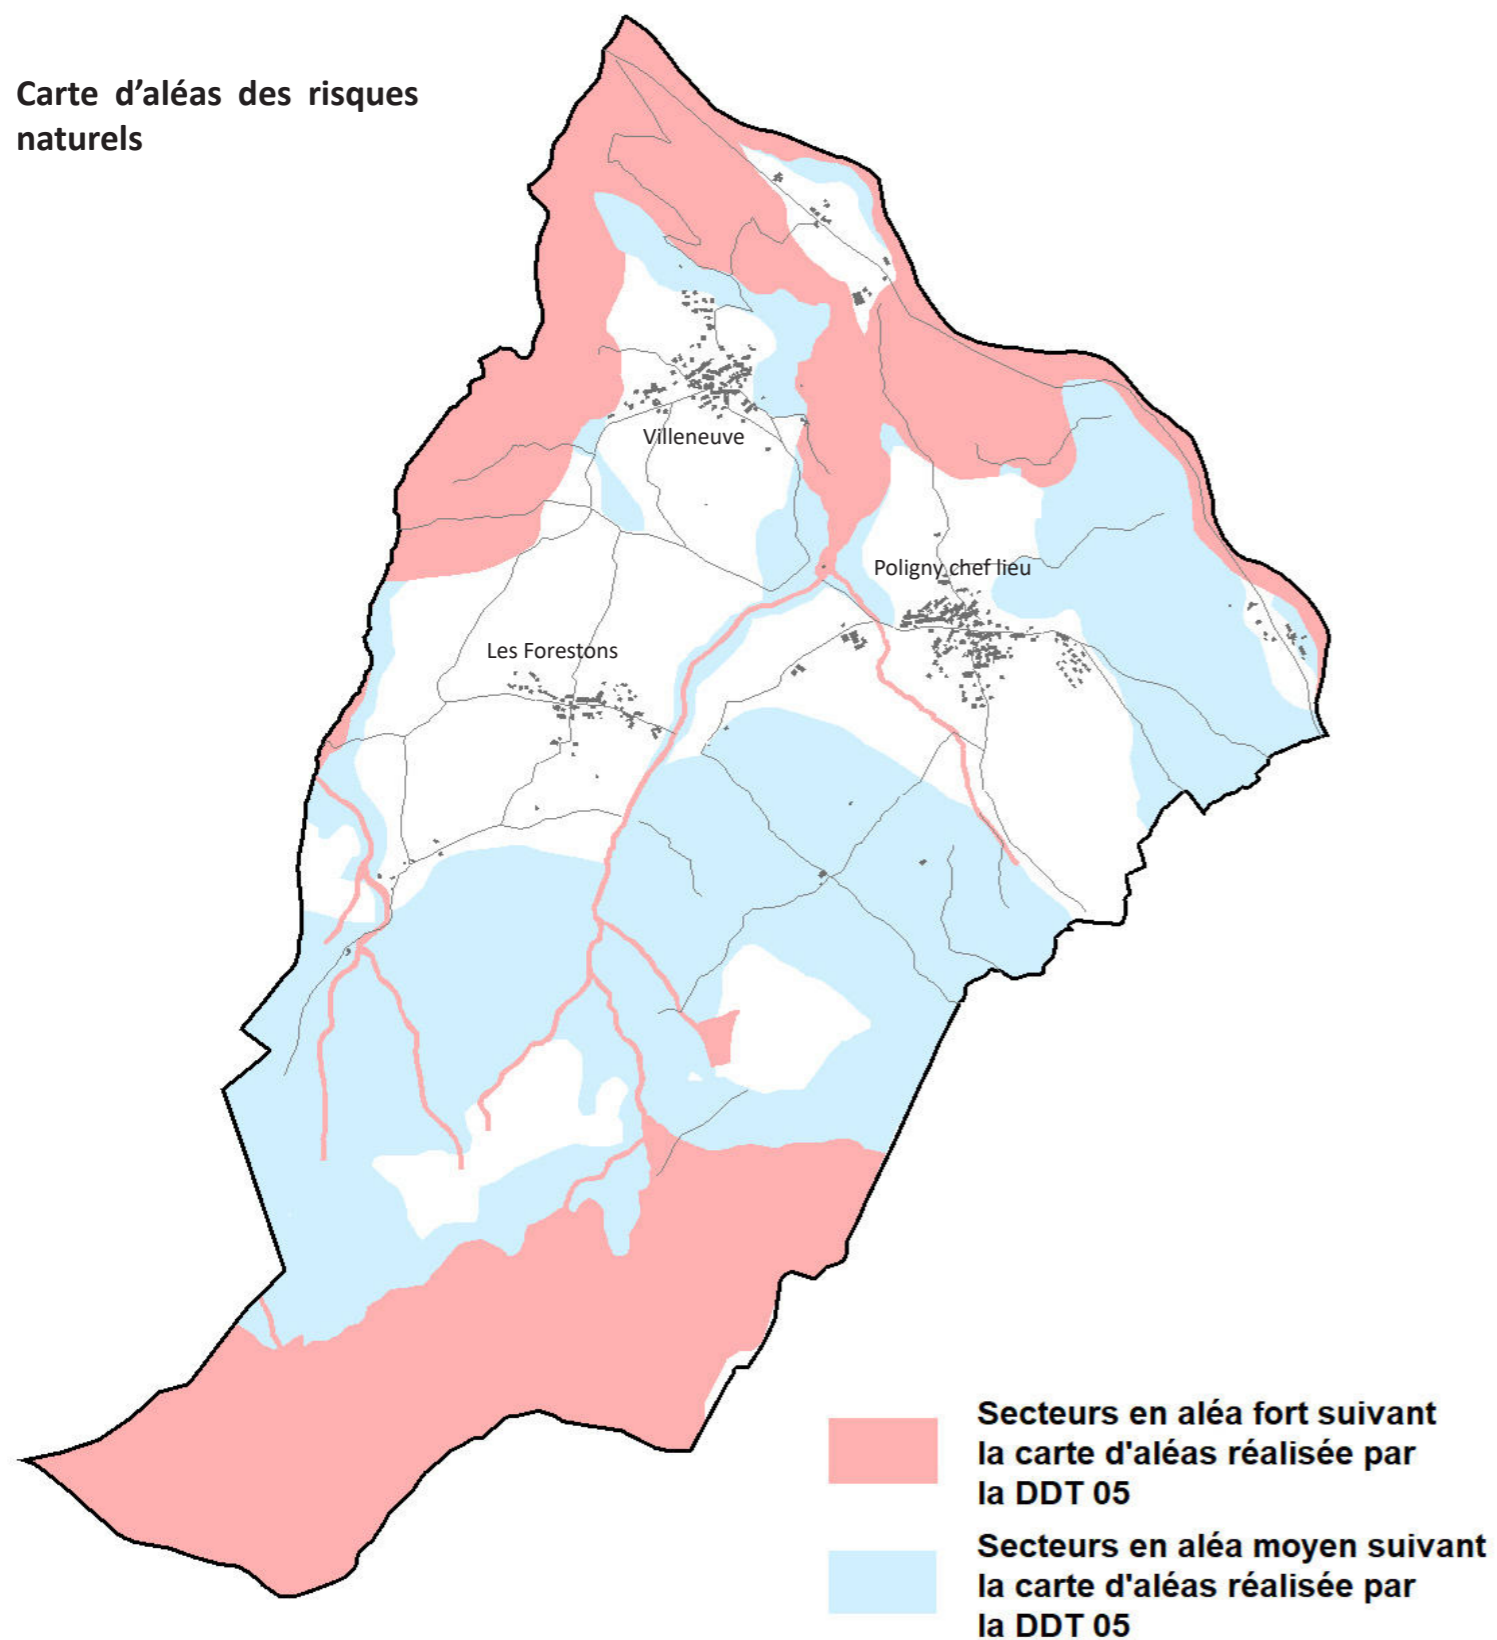 Carte d’aléas des risques
naturels
Villeneuve
Poligny chef lieu
Les Forestons
Secteurs en aléa fort suivant
la carte d'aléas réalisée par
la DDT 05
Secteurs en aléa moyen suivant
la carte d'aléas réalisée par
la DDT 05